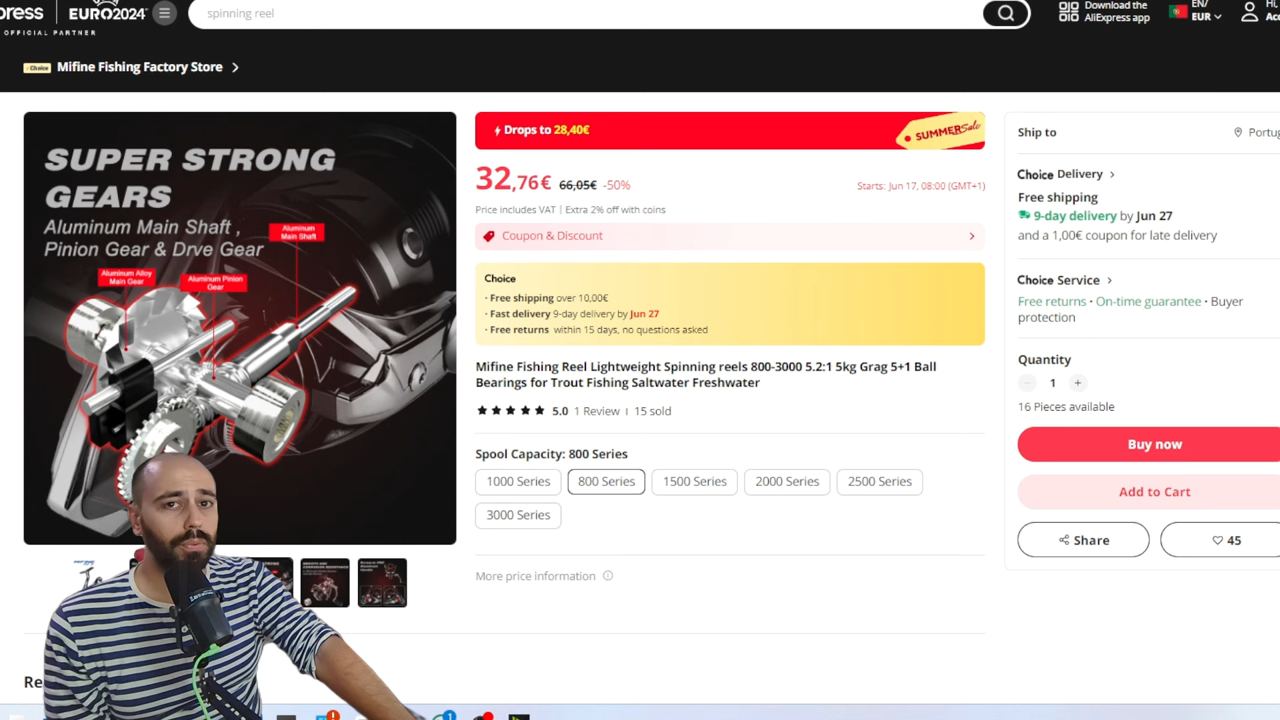 press
EURO2024
OFFICIAL PARTNER
spinning reel
Download the
AliExpress app
EN/
EUR
Hi,
Choice
Mifine Fishing Factory Store
SUPER STRONG
GEARS
Aluminum Main Shaft ,
Pinion Gear & Drve Gear
Aluminum
Main Shaft
Aluminum Alloy
Main Gear
Aluminum Pinion
Gear
Drops to 28,40€
SUMMER Sale
32,76€ 66,05€ -50%
Starts: Jun 17, 08:00 (GMT+1)
Price includes VAT | Extra 2% off with coins
Coupon & Discount
Choice
· Free shipping over 10,00€
· Fast delivery 9-day delivery by Jun 27
· Free returns within 15 days, no questions asked
Mifine Fishing Reel Lightweight Spinning reels 800-3000 5.2:1 5kg Grag 5+1 Ball
Bearings for Trout Fishing Saltwater Freshwater
5.0 1 Review | 15 sold
Spool Capacity: 800 Series
1000 Series 800 Series 1500 Series 2000 Series 2500 Series
3000 Series
More price information
Ship to
Portug
Choice Delivery
Free shipping
9-day delivery by Jun 27
and a 1,00€ coupon for late delivery
Choice Service
Free returns · On-time guarantee · Buyer
protection
Quantity
1
16 Pieces available
Buy now
Add to Cart
Share
45
Re